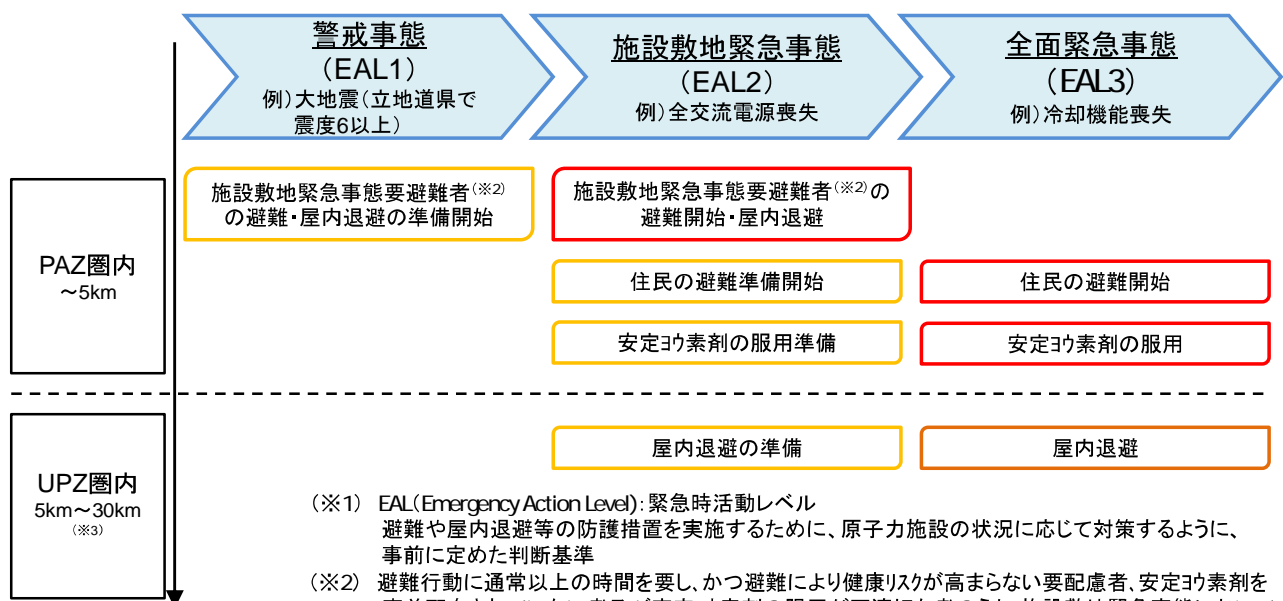 警戒事態
(EAL1)
例)大地震(立地道県で
震度6以上)
施設敷地緊急事態
(EAL2)
例)全交流電源喪失
全面緊急事態
(EAL3)
例)冷却機能喪失
PAZ圏内
～5km
施設敷地緊急事態要避難者(※2)
の避難・屋内退避の準備開始
施設敷地緊急事態要避難者(※2)の
避難開始・屋内退避
住民の避難準備開始
住民の避難開始
安定ﾖｳ素剤の服用準備
安定ﾖｳ素剤の服用
UPZ圏内
5km～30km
(※3)
屋内退避の準備
屋内退避
(※1) EAL(Emergency Action Level):緊急時活動レベル
避難や屋内退避等の防護措置を実施するために、原子力施設の状況に応じて対策するように、
事前に定めた判断基準
(※2) 避難行動に通常以上の時間を要し、かつ避難により健康ﾘｽｸが高まらない要配慮者、安定ﾖｳ素剤を